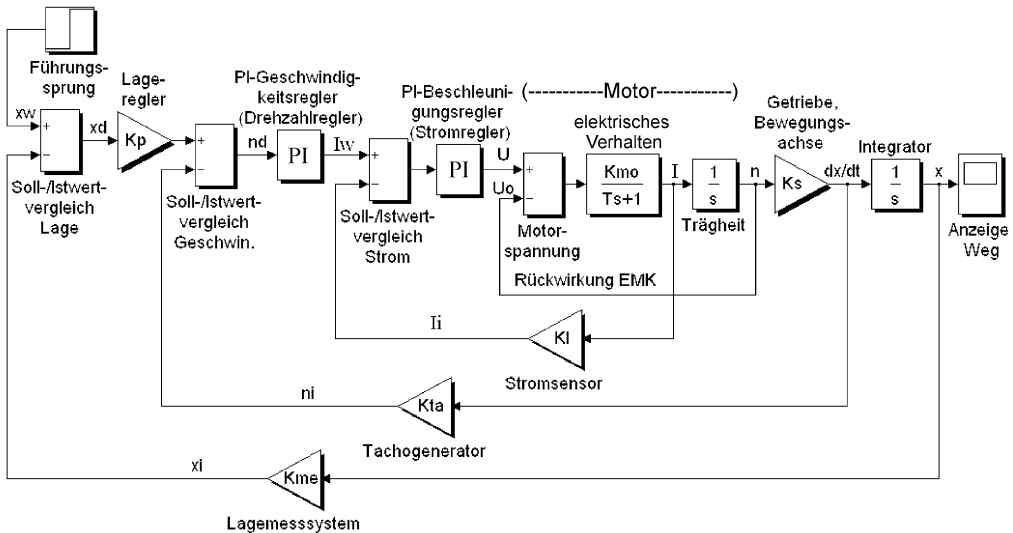 Führungs-
sprung
xw
+
−
Soll-/Istwert-
vergleich
Lage
xd
Lage-
regler
Kp
+
−
Soll-/Istwert-
vergleich
Geschwin.
nd
PI-Geschwindig-
keitsregler
(Drehzahlregler)
PI
Iw
+
−
Soll-/Istwert-
vergleich
Strom
PI-Beschleuni-
gungsregler
(Stromregler)
PI
U
Uo
+
−
Motor-
spannung
(-----------Motor-----------)
elektrisches
Verhalten
Kmo
Ts+1
I
1
s
Trägheit
n
Getriebe,
Bewegungs-
achse
Ks
dx/dt
Integrator
1
s
x
Anzeige
Weg
Rückwirkung EMK
Ii
KI
Stromsensor
ni
Kta
Tachogenerator
xi
Kme
Lagemesssystem